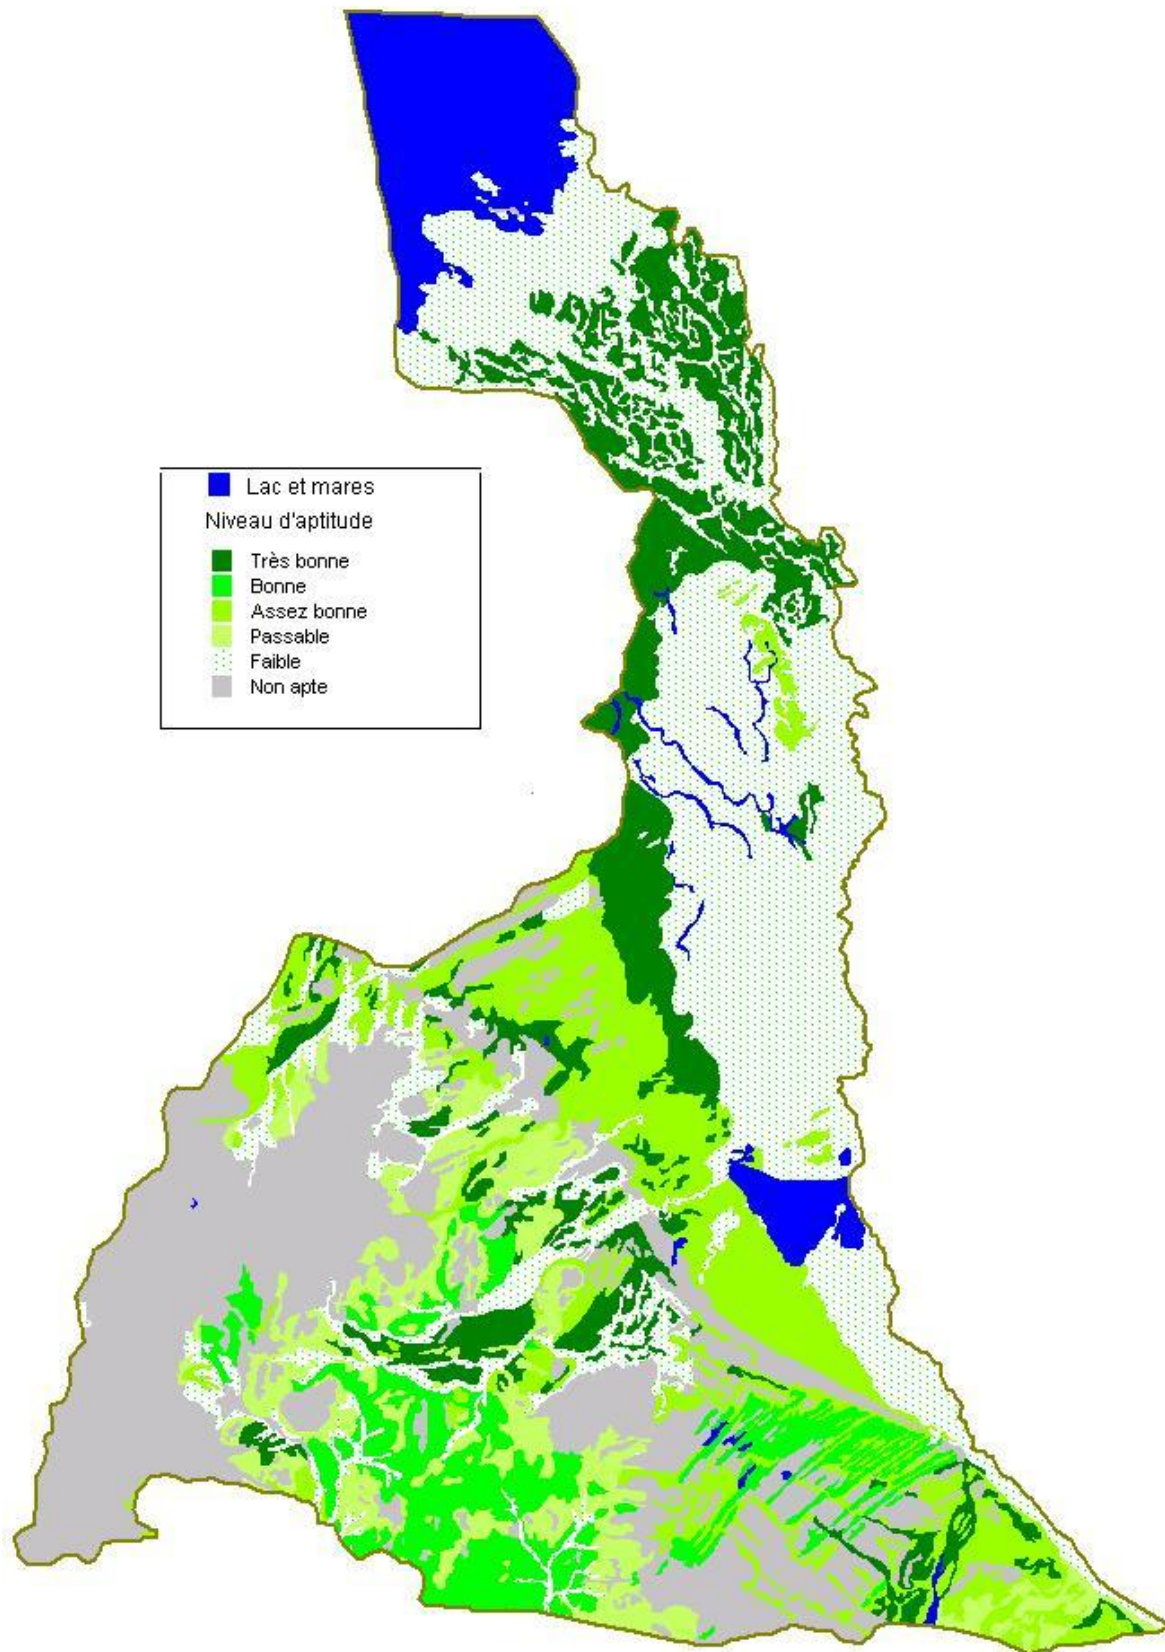 Lac et mares
Niveau d'aptitude
Très bonne
Bonne
Assez bonne
Passable
Faible
Non apte